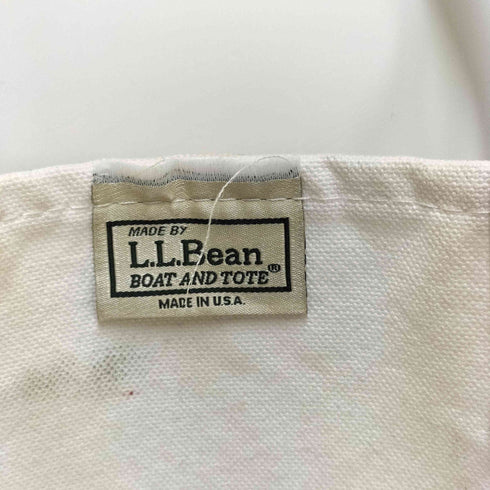 MADE BY
L.L.Bean
BOAT AND TOTE®
MADE IN U.S.A.